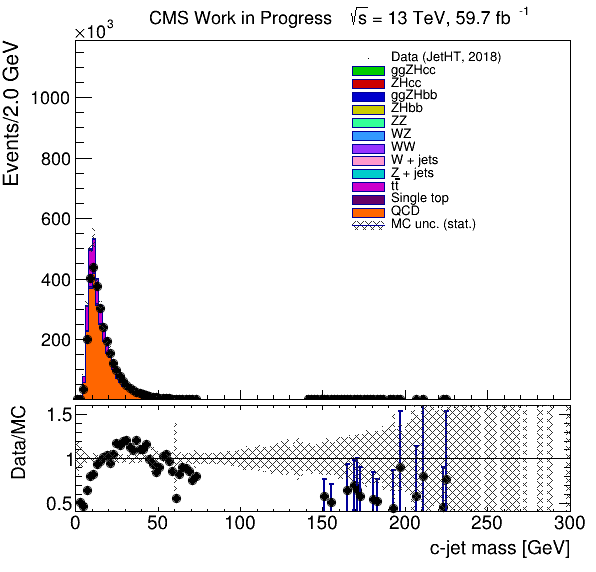 CMS Work in Progress √s = 13 TeV, 59.7 fb⁻¹
×10³
Events/2.0 GeV
1000
800
600
400
200
Data (JetHT, 2018)
ggZHcc
ZHcc
ggZHbb
ZHbb
ZZ
WZ
WW
W + jets
Z + jets
tt̅
Single top
QCD
MC unc. (stat.)
Data/MC
1.5
1
0.5
0 50 100 150 200 250 300
c-jet mass [GeV]